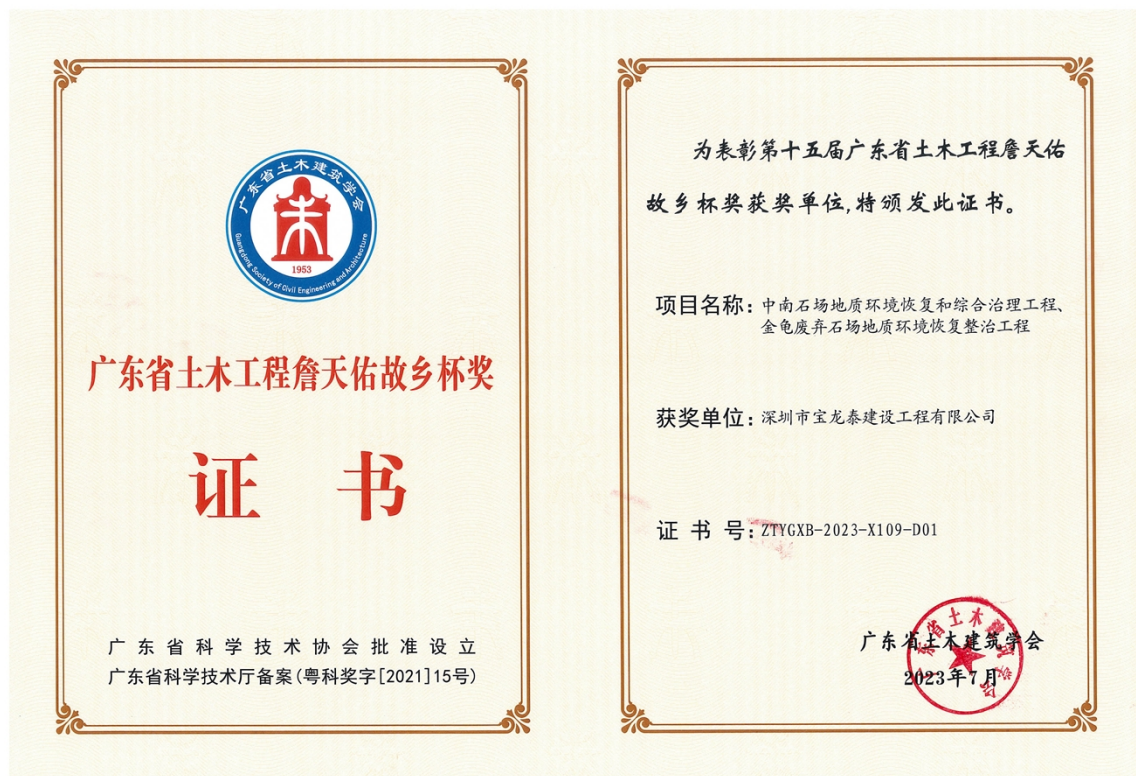 广东省土木建筑学会
1953
Guangdong Society of Civil Engineering and Architecture
广东省土木工程詹天佑故乡杯奖
证 书
广东省科学技术协会批准设立
广东省科学技术厅备案(粤科奖字[2021]15号)
为表彰第十五届广东省土木工程詹天佑
故乡杯奖获奖单位,特颁发此证书。
项目名称:中南石场地质环境恢复和综合治理工程、
金龟废弃石场地质环境恢复整治工程
获奖单位:深圳市宝龙泰建设工程有限公司
证 书 号:ZTYGXB-2023-X109-D01
广东省土木建筑学会
广东省土木建筑学会
2023年7月